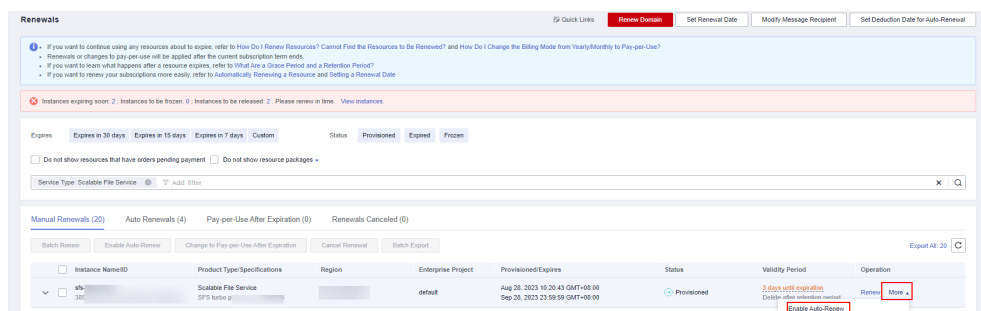 Renewals
Quick Links
Renew Domain
Set Renewal Date
Modify Message Recipient
Set Deduction Date for Auto-Renewal
If you want to continue using any resources about to expire, refer to How Do I Renew Resources? Cannot Find the Resources to Be Renewed? and How Do I Change the Billing Mode from Yearly/Monthly to Pay-per-Use?
Renewals or changes to pay-per-use will be applied after the current subscription term ends.
If you want to learn what happens after a resource expires, refer to What Are a Grace Period and a Retention Period?
If you want to renew your subscriptions more easily, refer to Automatically Renewing a Resource and Setting a Renewal Date
Instances expiring soon: 2 ; Instances to be frozen: 0 ; Instances to be released: 2 . Please renew in time. View instances.
Expires Expires in 30 days Expires in 15 days Expires in 7 days Custom Status Provisioned Expired Frozen
Do not show resources that have orders pending payment Do not show resource packages
Service Type: Scalable File Service Add filter
Manual Renewals (20) Auto Renewals (4) Pay-per-Use After Expiration (0) Renewals Canceled (0)
Batch Renew Enable Auto-Renew Change to Pay-per-Use After Expiration Cancel Renewal Batch Export Export All: 20
Instance Name/ID Product Type/Specifications Region Enterprise Project Provisioned/Expires Status Validity Period Operation
sfs- Scalable File Service Aug 28, 2023 10:20:43 GMT+08:00 3 days until expiration
default Provisioned Renew More
SFS turbo Sep 28, 2023 23:59:59 GMT+08:00 Delete after retention period
Enable Auto-Renew